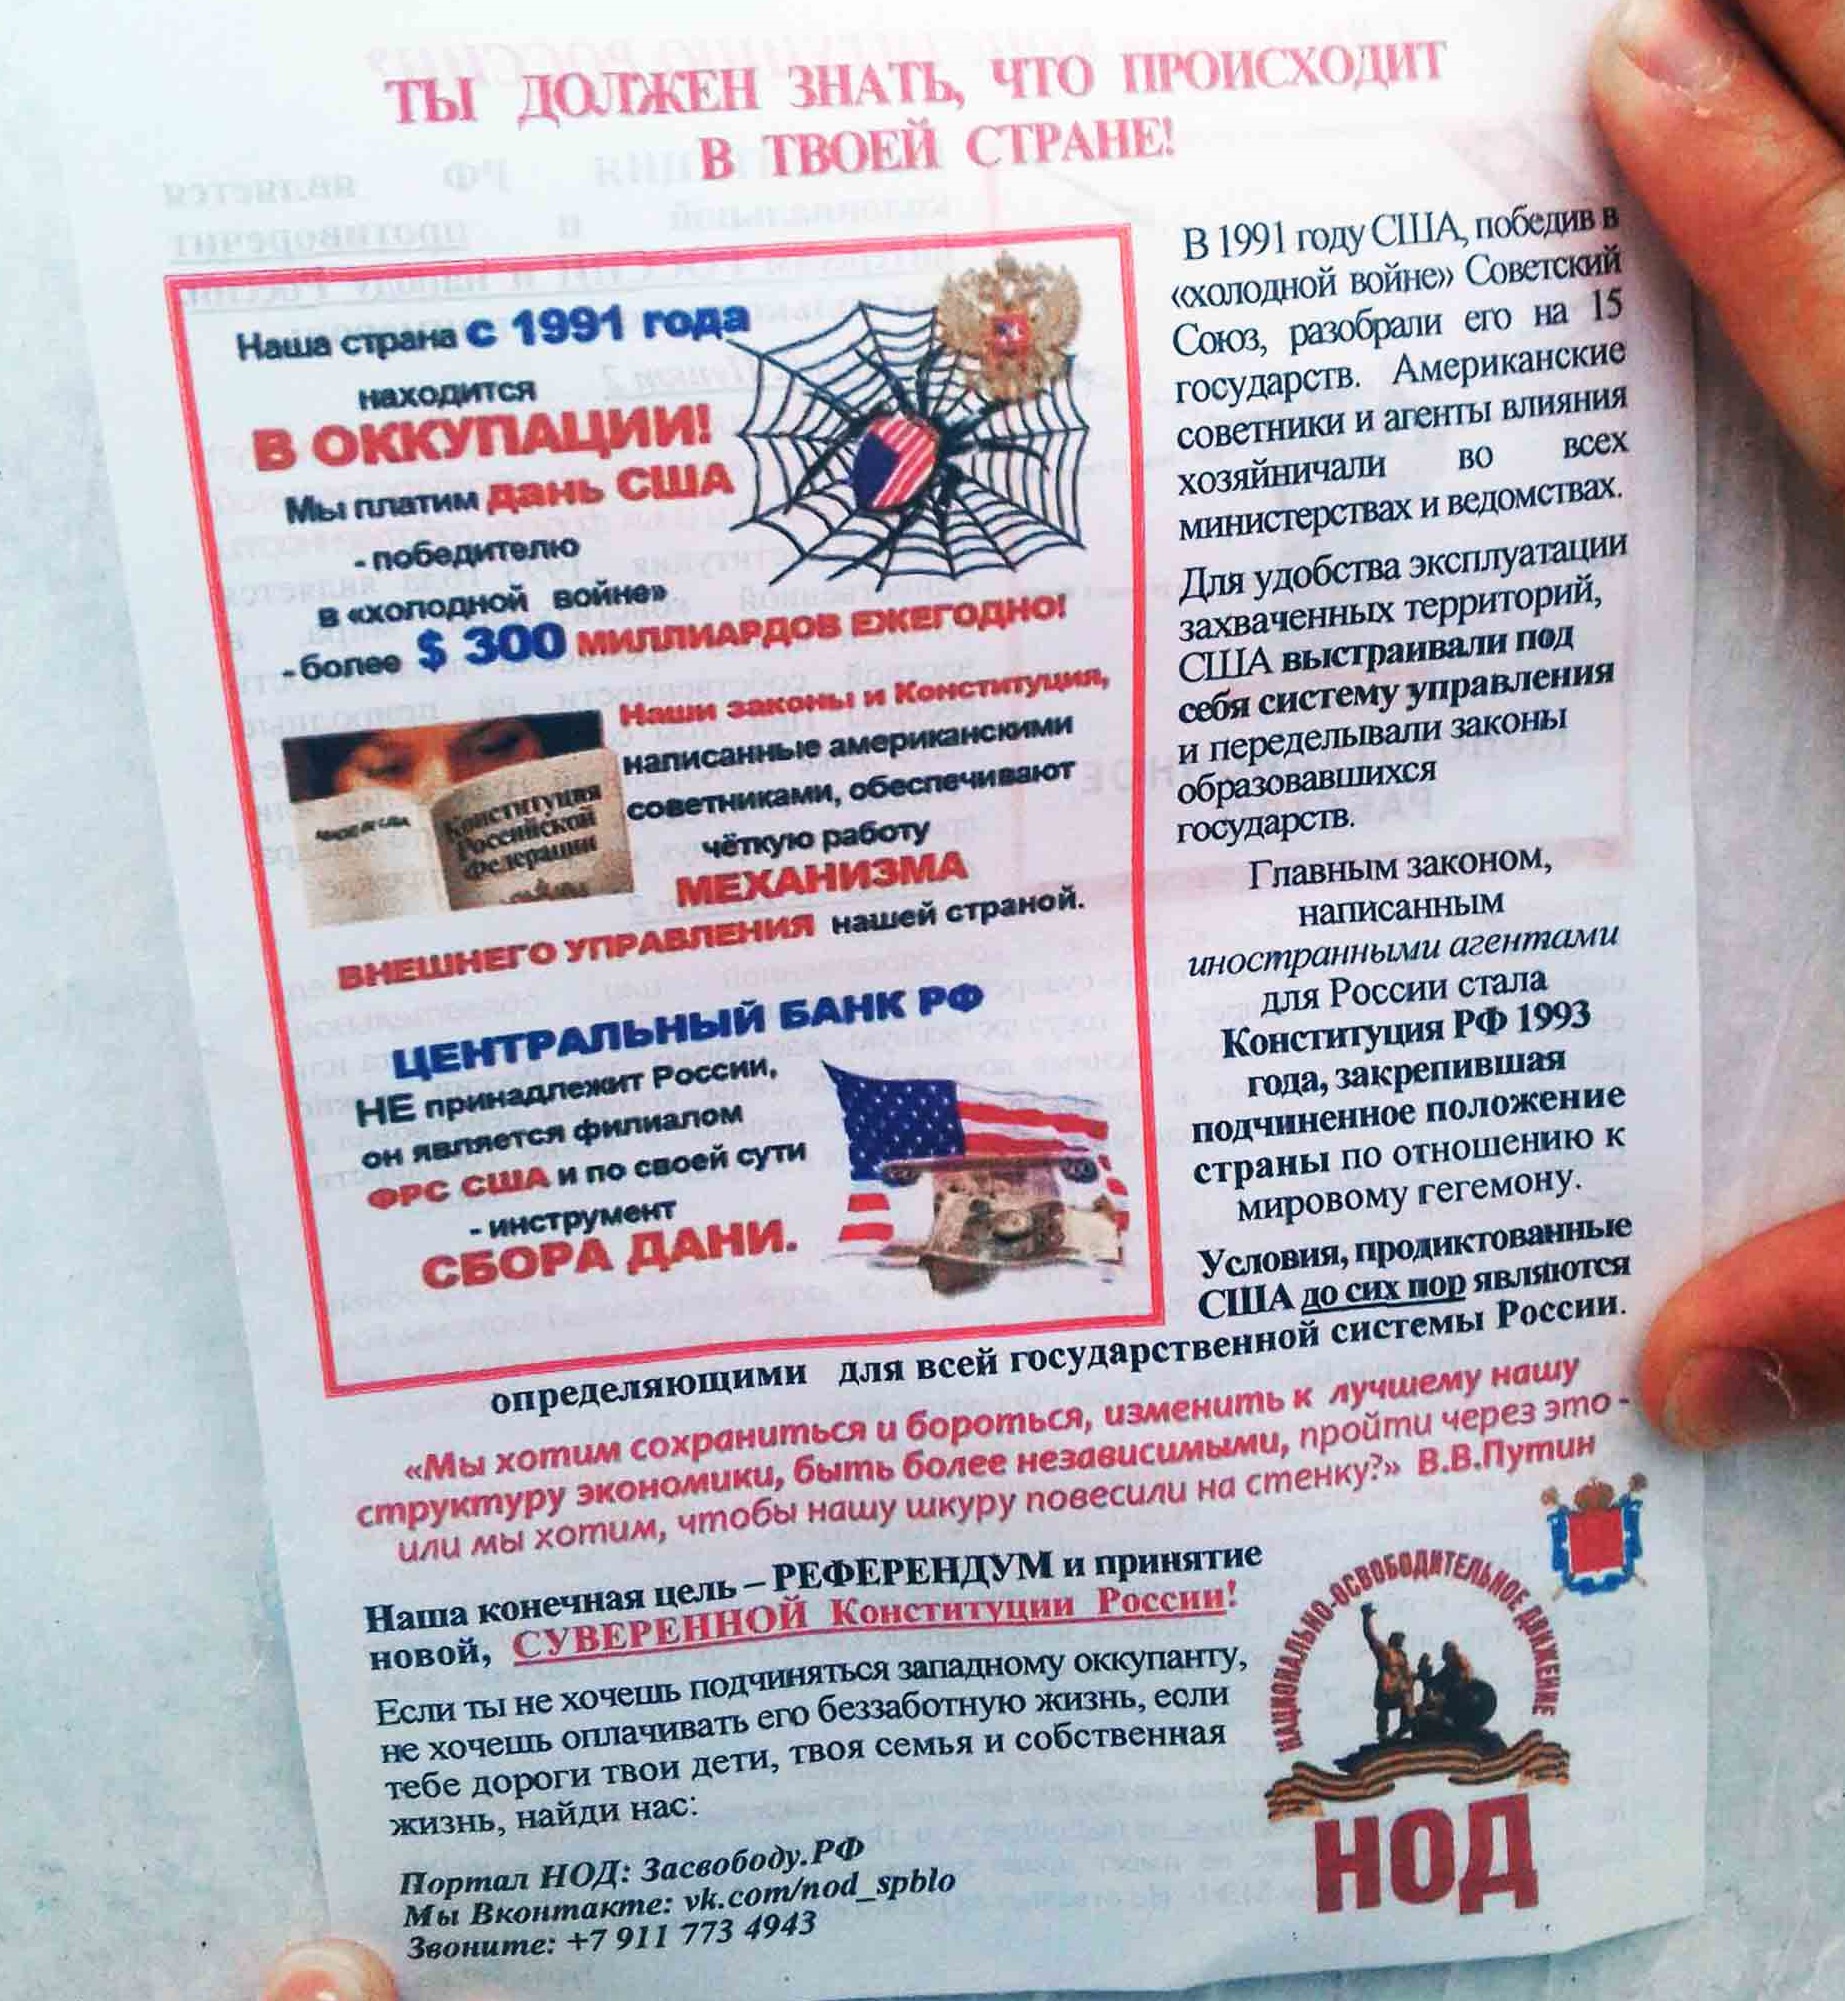 ТЫ ДОЛЖЕН ЗНАТЬ, ЧТО ПРОИСХОДИТ
В ТВОЕЙ СТРАНЕ!
Наша страна с 1991 года
находится
В ОККУПАЦИИ!
Мы платим дань США
- победителю
в «холодной войне»
- более $ 300 МИЛЛИАРДОВ ЕЖЕГОДНО!
Наши законы и Конституция,
написанные американскими
советниками, обеспечивают
чёткую работу
МЕХАНИЗМА
ВНЕШНЕГО УПРАВЛЕНИЯ нашей страной.
Конституция
Российской
Федерации
ЦЕНТРАЛЬНЫЙ БАНК РФ
НЕ принадлежит России,
он является филиалом
ФРС США и по своей сути
- инструмент
СБОРА ДАНИ.
В 1991 году США, победив в
«холодной войне» Советский
Союз, разобрали его на 15
государств. Американские
советники и агенты влияния
хозяйничали во всех
министерствах и ведомствах.
Для удобства эксплуатации
захваченных территорий,
США выстраивали под
себя систему управления
и переделывали законы
образовавшихся
государств.
Главным законом,
написанным
иностранными агентами
для России стала
Конституция РФ 1993
года, закрепившая
подчиненное положение
страны по отношению к
мировому гегемону.
Условия, продиктованные
США до сих пор являются
определяющими для всей государственной системы России.
«Мы хотим сохраниться и бороться, изменить к лучшему нашу
структуру экономики, быть более независимыми, пройти через это -
или мы хотим, чтобы нашу шкуру повесили на стенку?» В.В.Путин
Наша конечная цель – РЕФЕРЕНДУМ и принятие
новой, СУВЕРЕННОЙ Конституции России!
Если ты не хочешь подчиняться западному оккупанту,
не хочешь оплачивать его беззаботную жизнь, если
тебе дороги твои дети, твоя семья и собственная
жизнь, найди нас:
Портал НОД: Засвободу.РФ
Мы Вконтакте: vk.com/nod_spblo
Звоните: +7 911 773 4943
НАЦИОНАЛЬНО-ОСВОБОДИТЕЛЬНОЕ ДВИЖЕНИЕ
НОД